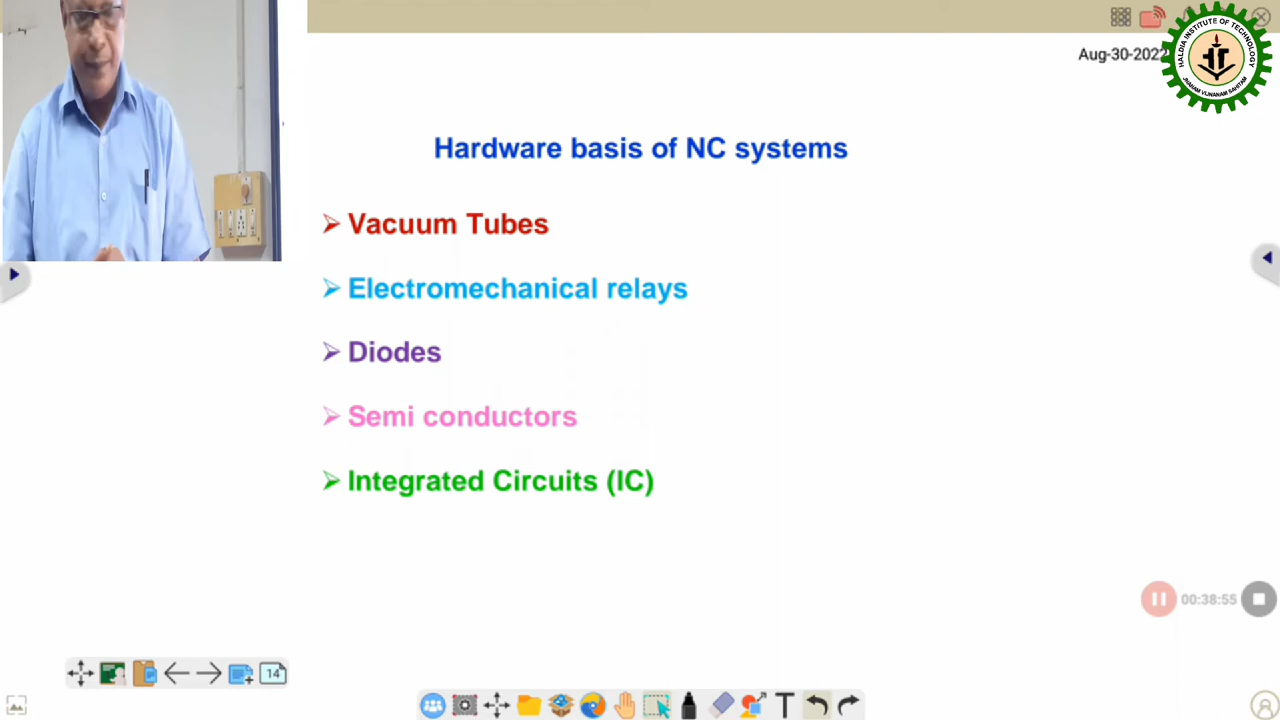 Aug-30-2022
HALDIA INSTITUTE OF TECHNOLOGY
Hardware basis of NC systems
➢ Vacuum Tubes
➢ Electromechanical relays
➢ Diodes
➢ Semi conductors
➢ Integrated Circuits (IC)
00:38:55
14
T